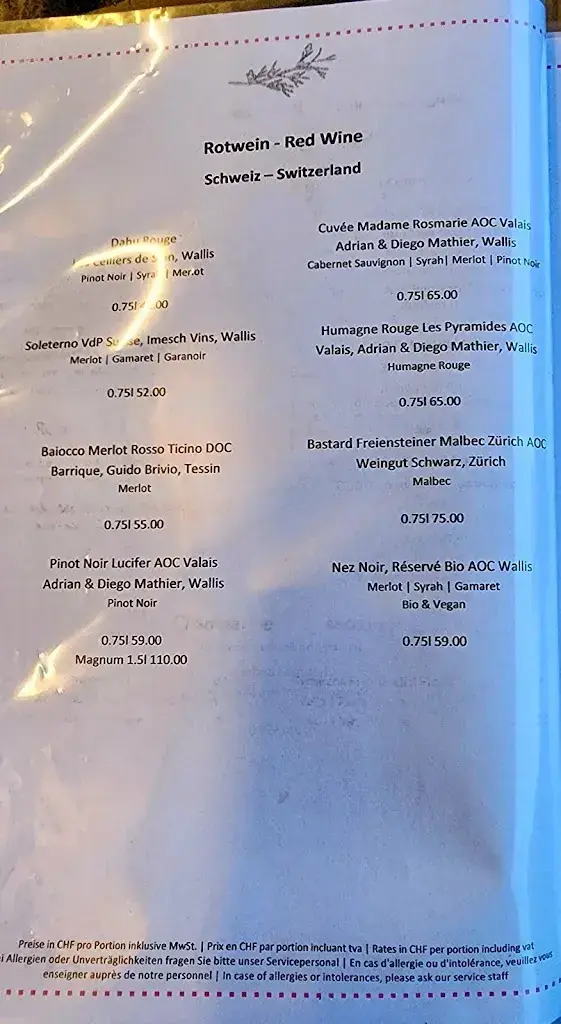 Rotwein - Red Wine
Schweiz – Switzerland
Dahu Rouge
de Wallis
Pinot Noir | | Merlot
0.75l
Soleterno VdP Imesch Vins, Wallis
Merlot | Gamaret | Garanoir
0.75l 52.00
Baiocco Merlot Rosso Ticino DOC
Barrique, Guido Brivio, Tessin
Merlot
0.75l 55.00
Pinot Noir Lucifer AOC Valais
Adrian & Diego Mathier, Wallis
Pinot Noir
0.75l 59.00
Magnum 1.5l 110.00
Cuvée Madame Rosmarie AOC Valais
Adrian & Diego Mathier, Wallis
Cabernet Sauvignon | Syrah| Merlot | Pinot Noir
0.75l 65.00
Humagne Rouge Les Pyramides AOC
Valais, Adrian & Diego Mathier, Wallis
Humagne Rouge
0.75l 65.00
Bastard Freiensteiner Malbec Zürich AOC
Weingut Schwarz, Zürich
Malbec
0.75l 75.00
Nez Noir, Réservé Bio AOC Wallis
Merlot | Syrah | Gamaret
Bio & Vegan
0.75l 59.00
Preise in CHF pro Portion inklusive MwSt. | Prix en CHF par portion incluant tva | Rates in CHF per portion including vat
i Allergien oder Unverträglichkeiten fragen Sie bitte unser Servicepersonal | En cas d'allergie ou d'intolérance, veuillez vous
enseigner auprès de notre personnel | In case of allergies or intolerances, please ask our service staff